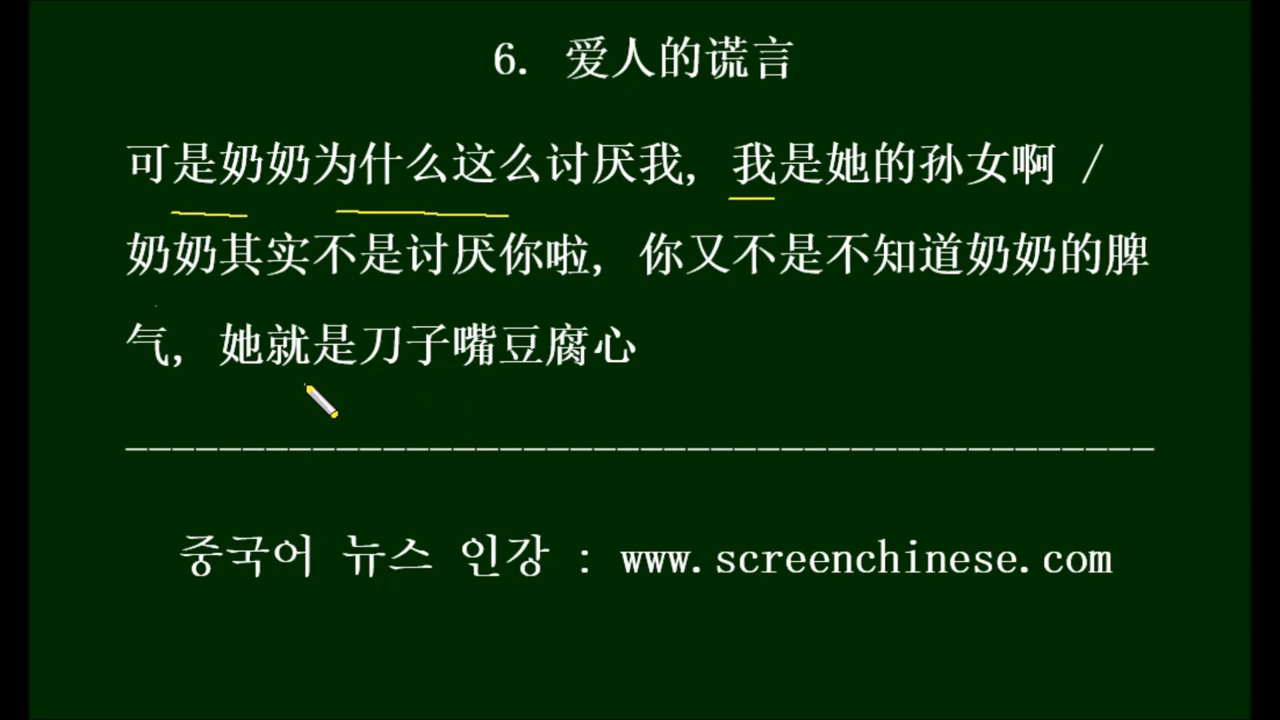 6. 爱人的谎言
可是奶奶为什么这么讨厌我, 我是她的孙女啊 /
奶奶其实不是讨厌你啦, 你又不是不知道奶奶的脾
气, 她就是刀子嘴豆腐心
중국어 뉴스 인강 : www.screenchinese.com